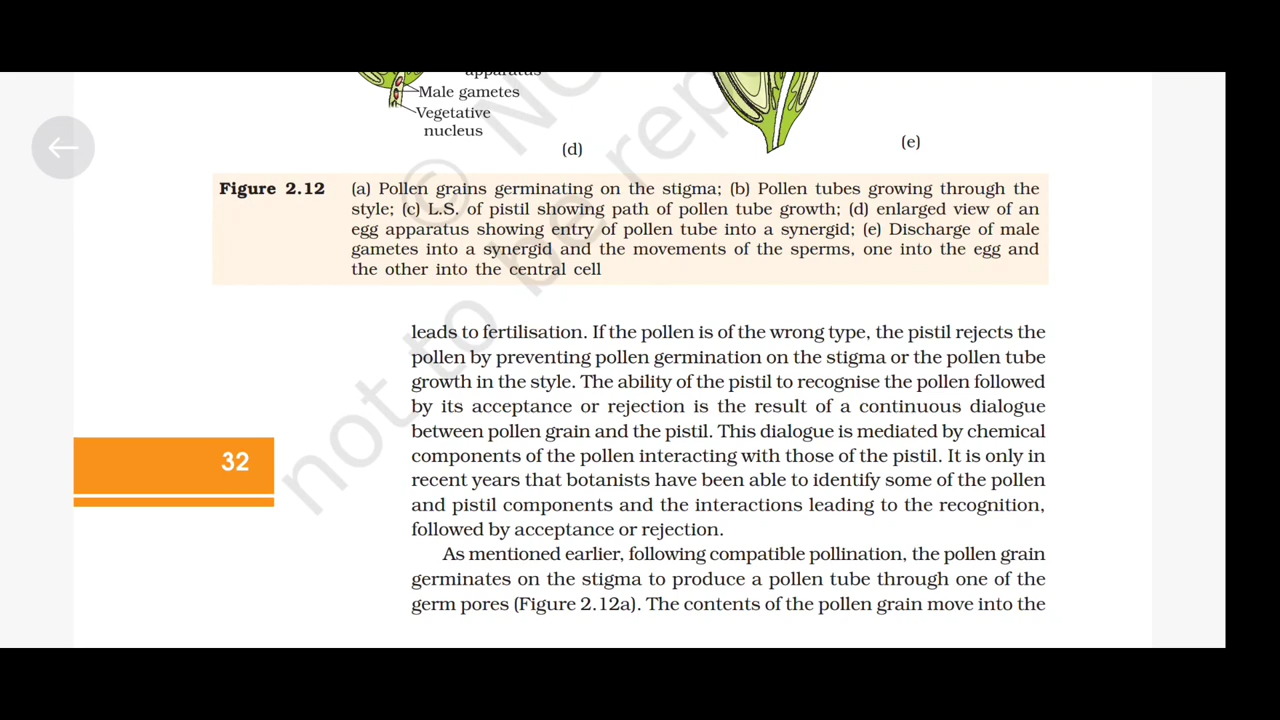 apparatus
Male gametes
Vegetative
nucleus
(d)
(e)
Figure 2.12 (a) Pollen grains germinating on the stigma; (b) Pollen tubes growing through the
style; (c) L.S. of pistil showing path of pollen tube growth; (d) enlarged view of an
egg apparatus showing entry of pollen tube into a synergid; (e) Discharge of male
gametes into a synergid and the movements of the sperms, one into the egg and
the other into the central cell
leads to fertilisation. If the pollen is of the wrong type, the pistil rejects the
pollen by preventing pollen germination on the stigma or the pollen tube
growth in the style. The ability of the pistil to recognise the pollen followed
by its acceptance or rejection is the result of a continuous dialogue
between pollen grain and the pistil. This dialogue is mediated by chemical
components of the pollen interacting with those of the pistil. It is only in
recent years that botanists have been able to identify some of the pollen
and pistil components and the interactions leading to the recognition,
followed by acceptance or rejection.
As mentioned earlier, following compatible pollination, the pollen grain
germinates on the stigma to produce a pollen tube through one of the
germ pores (Figure 2.12a). The contents of the pollen grain move into the
32
©
not to be